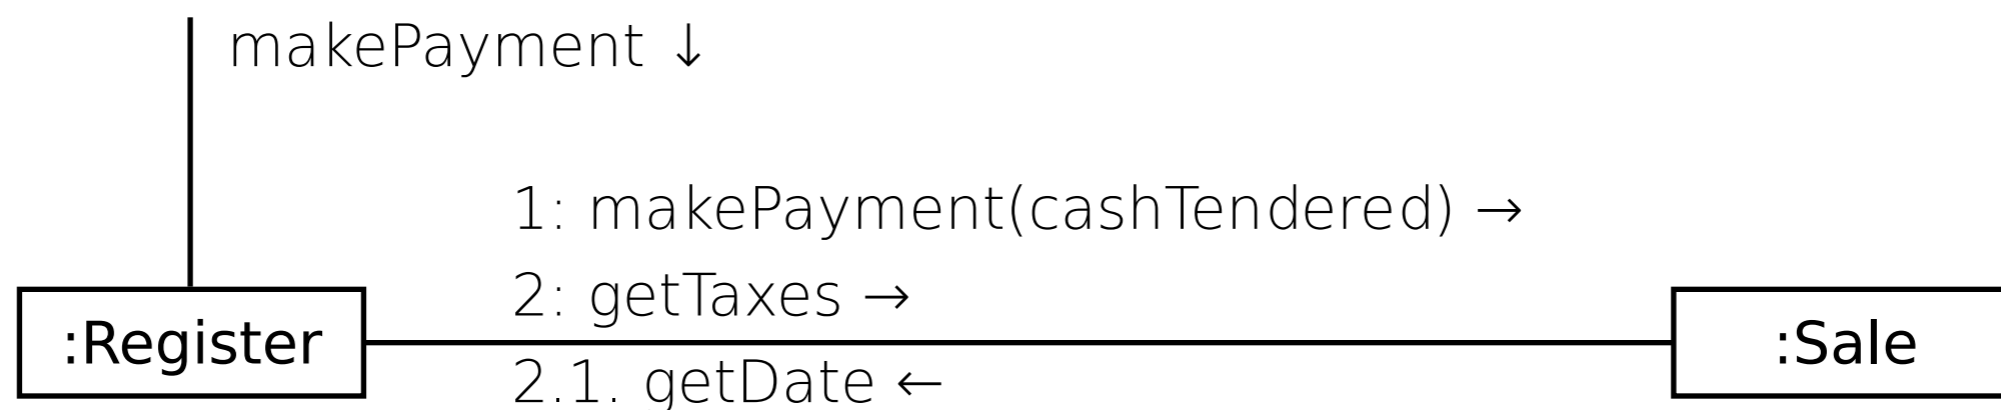 makePayment ↓
1: makePayment(cashTendered) →
2: getTaxes →
:Register
:Sale
2.1. getDate ←